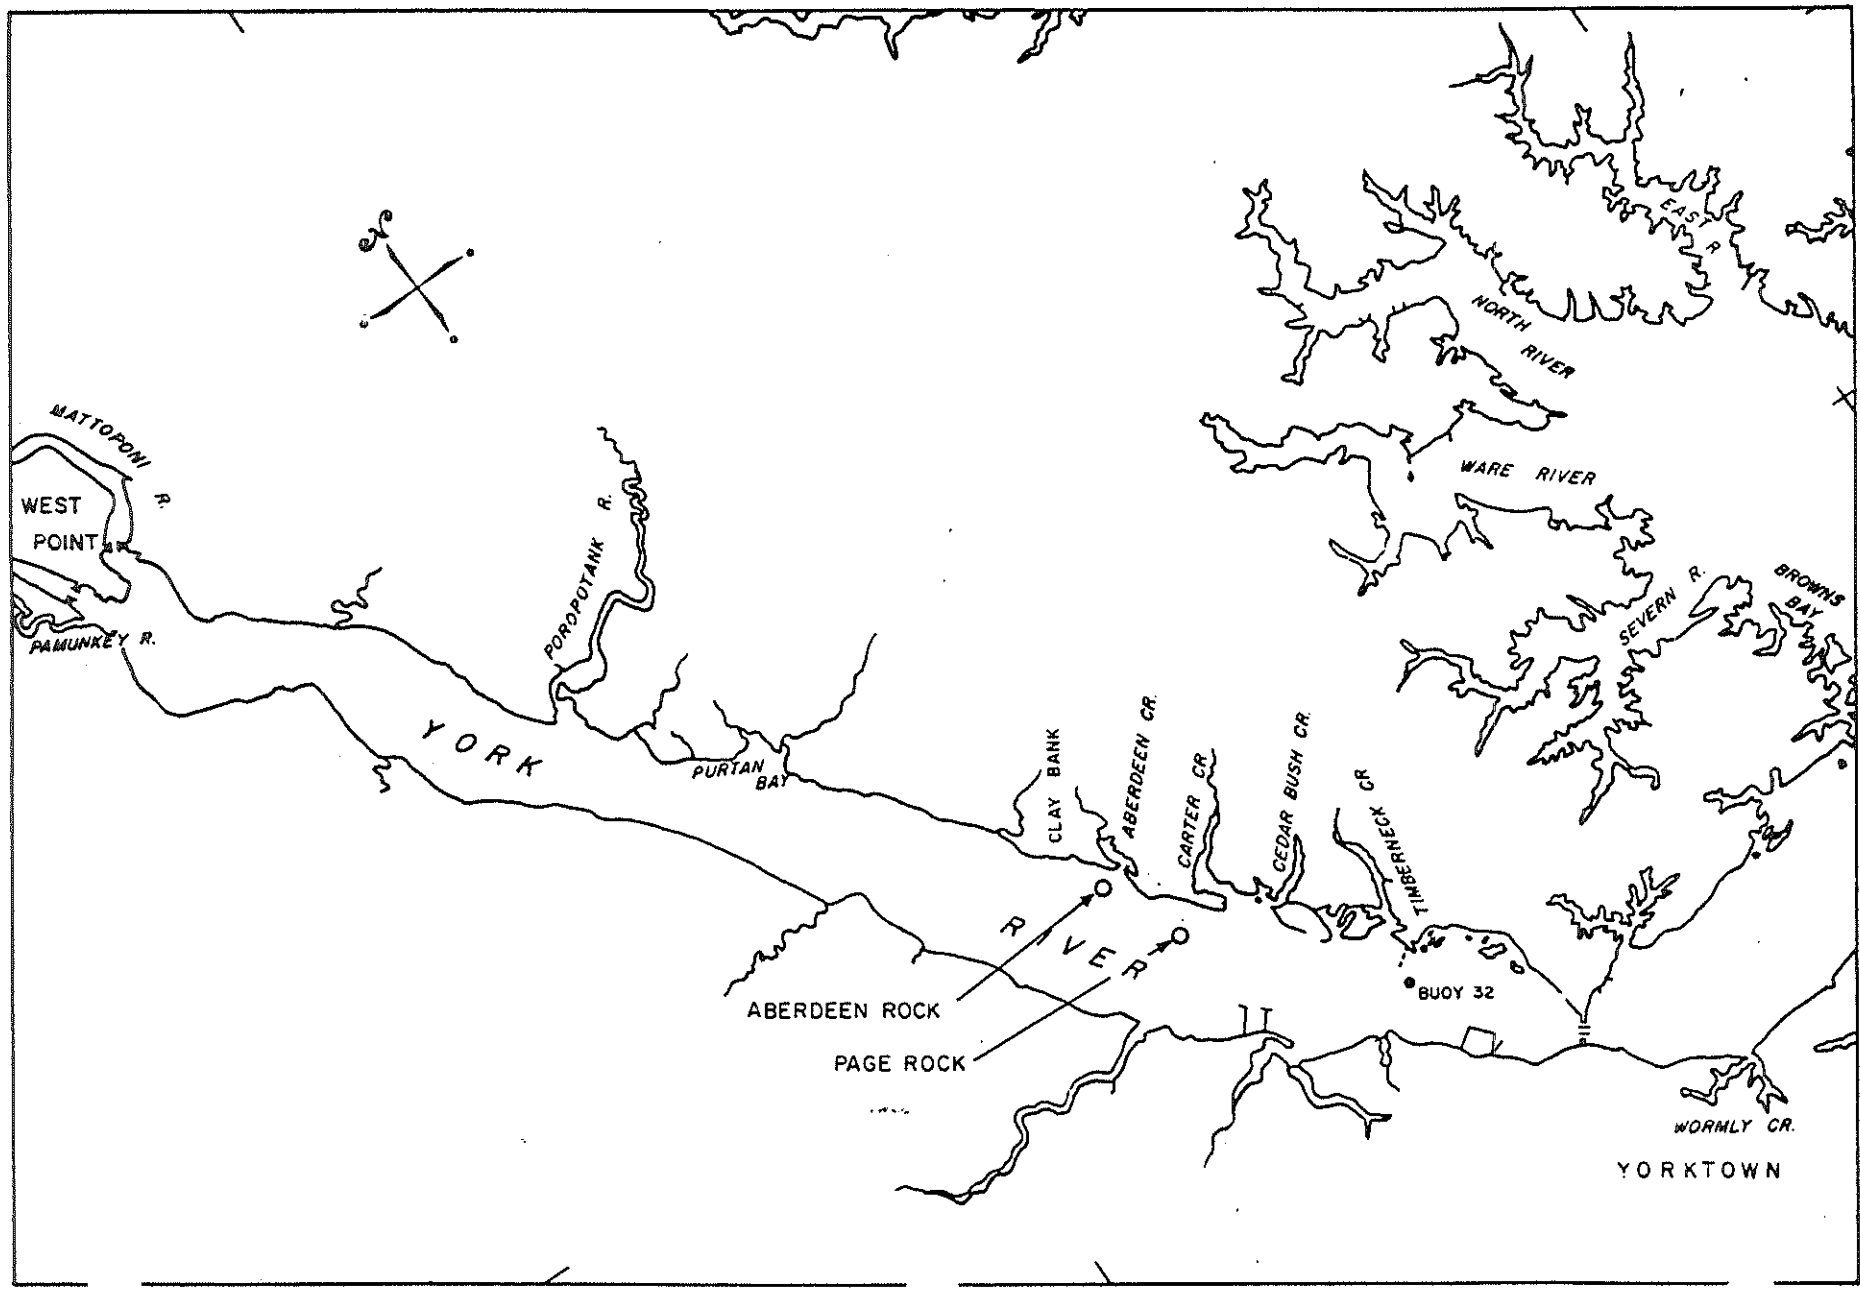 N
EAST R.
NORTH
RIVER
MATTOPONI R.
WARE RIVER
WEST
POINT
POROPOTANK R.
SEVERN R.
BROWNS
BAY
PAMUNKEY R.
YORK
PURTAN
BAY
CLAY BANK
ABERDEEN CR.
CARTER CR
CEDAR BUSH CR.
TIMBERNECK CR
RIVER
BUOY 32
ABERDEEN ROCK
PAGE ROCK
WORMLY CR.
YORKTOWN